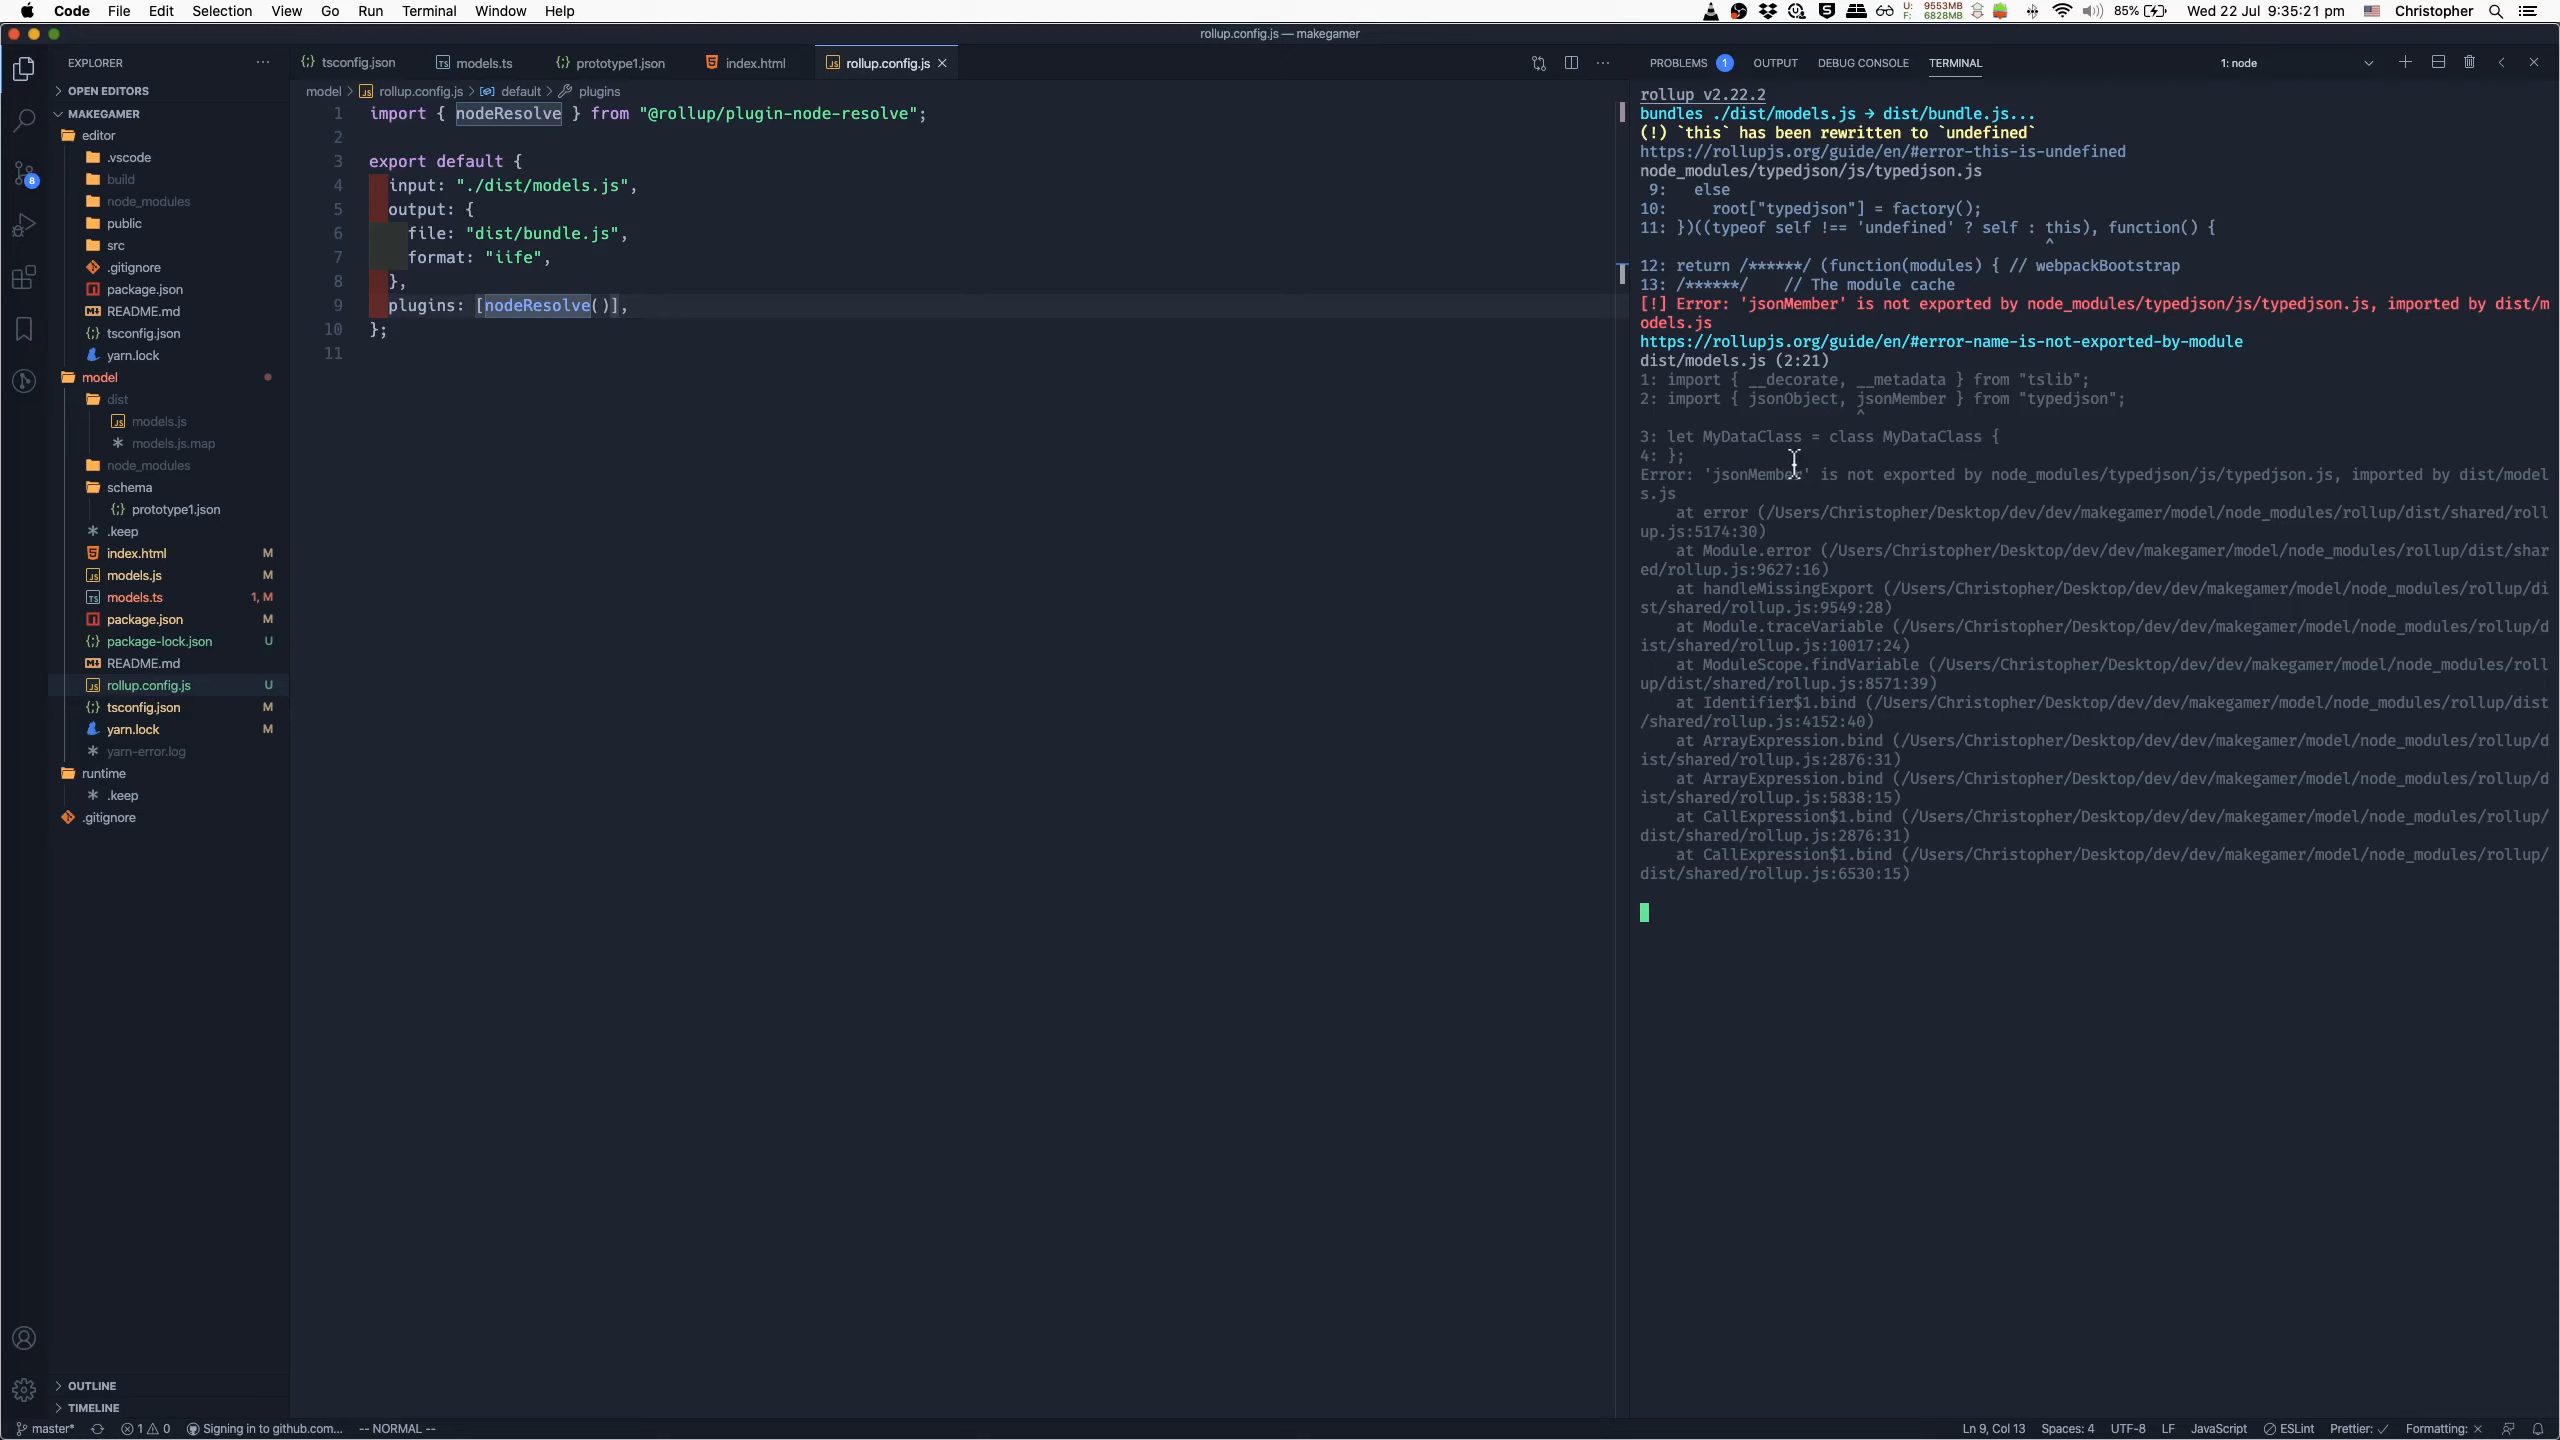 Code File Edit Selection View Go Run Terminal Window Help
U: 9553MB
F: 6828MB
85% Wed 22 Jul 9:35:21 pm Christopher
rollup.config.js — makegamer
EXPLORER
OPEN EDITORS
MAKEGAMER
editor
.vscode
build
node_modules
public
src
.gitignore
package.json
README.md
tsconfig.json
yarn.lock
model
dist
models.js
models.js.map
node_modules
schema
prototype1.json
.keep
index.html M
models.js M
models.ts 1, M
package.json M
package-lock.json U
README.md
rollup.config.js U
tsconfig.json M
yarn.lock M
yarn-error.log
runtime
.keep
.gitignore
OUTLINE
TIMELINE
8
tsconfig.json models.ts prototype1.json index.html rollup.config.js
model > rollup.config.js > default > plugins
1 import { nodeResolve } from "@rollup/plugin-node-resolve";
2
3 export default {
4 input: "./dist/models.js",
5 output: {
6 file: "dist/bundle.js",
7 format: "iife",
8 },
9 plugins: [nodeResolve()],
10 };
11
PROBLEMS 1 OUTPUT DEBUG CONSOLE TERMINAL 1: node
rollup v2.22.2
bundles ./dist/models.js → dist/bundle.js...
(!) `this` has been rewritten to `undefined`
https://rollupjs.org/guide/en/#error-this-is-undefined
node_modules/typedjson/js/typedjson.js
9: else
10: root["typedjson"] = factory();
11: })((typeof self !== 'undefined' ? self : this), function() {
^
12: return /******/ (function(modules) { // webpackBootstrap
13: /******/ // The module cache
[!] Error: 'jsonMember' is not exported by node_modules/typedjson/js/typedjson.js, imported by dist/m
odels.js
https://rollupjs.org/guide/en/#error-name-is-not-exported-by-module
dist/models.js (2:21)
1: import { __decorate, __metadata } from "tslib";
2: import { jsonObject, jsonMember } from "typedjson";
^
3: let MyDataClass = class MyDataClass {
4: };
Error: 'jsonMember' is not exported by node_modules/typedjson/js/typedjson.js, imported by dist/model
s.js
at error (/Users/Christopher/Desktop/dev/dev/makegamer/model/node_modules/rollup/dist/shared/roll
up.js:5174:30)
at Module.error (/Users/Christopher/Desktop/dev/dev/makegamer/model/node_modules/rollup/dist/shar
ed/rollup.js:9627:16)
at handleMissingExport (/Users/Christopher/Desktop/dev/dev/makegamer/model/node_modules/rollup/di
st/shared/rollup.js:9549:28)
at Module.traceVariable (/Users/Christopher/Desktop/dev/dev/makegamer/model/node_modules/rollup/d
ist/shared/rollup.js:10017:24)
at ModuleScope.findVariable (/Users/Christopher/Desktop/dev/dev/makegamer/model/node_modules/roll
up/dist/shared/rollup.js:8571:39)
at Identifier$1.bind (/Users/Christopher/Desktop/dev/dev/makegamer/model/node_modules/rollup/dist
/shared/rollup.js:4152:40)
at ArrayExpression.bind (/Users/Christopher/Desktop/dev/dev/makegamer/model/node_modules/rollup/d
ist/shared/rollup.js:2876:31)
at ArrayExpression.bind (/Users/Christopher/Desktop/dev/dev/makegamer/model/node_modules/rollup/d
ist/shared/rollup.js:5838:15)
at CallExpression$1.bind (/Users/Christopher/Desktop/dev/dev/makegamer/model/node_modules/rollup/
dist/shared/rollup.js:2876:31)
at CallExpression$1.bind (/Users/Christopher/Desktop/dev/dev/makegamer/model/node_modules/rollup/
dist/shared/rollup.js:6530:15)
master* 1 0 Signing in to github.com... -- NORMAL -- Ln 9, Col 13 Spaces: 4 UTF-8 LF JavaScript ESLint Prettier: ✓ Formatting: ×